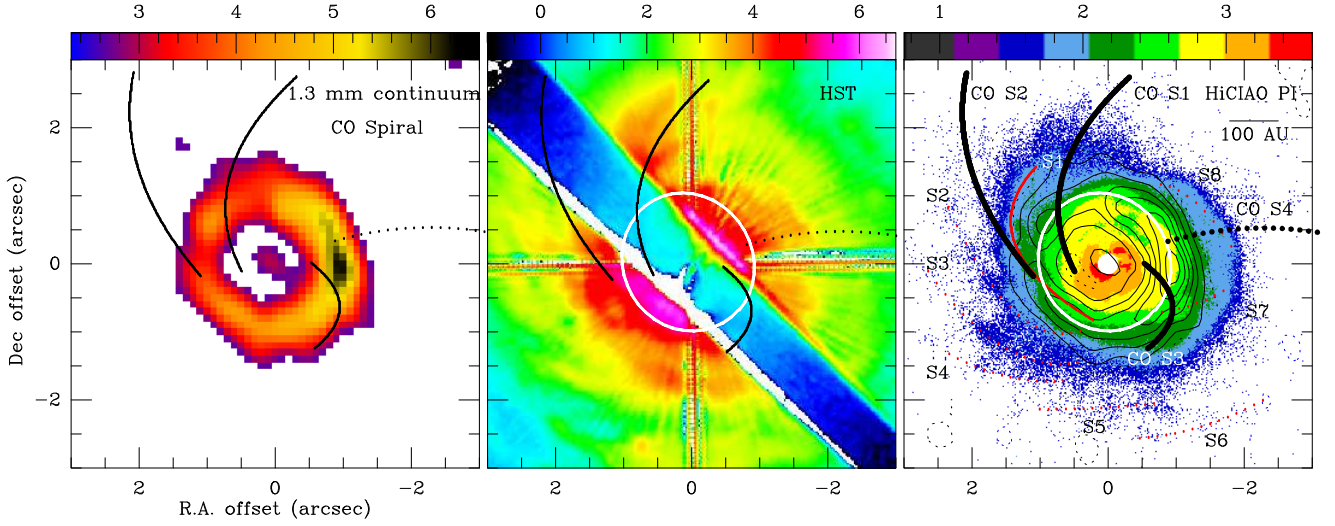 3 4 5 6
0 2 4 6
1 2 3
1.3 mm continuum
CO Spiral
HST
CO S2
CO S1
HiCIAO PI
100 AU
S1
S8
S2
CO S4
S3
S7
CO S3
S4
S5
S6
2
0
−2
Dec offset (arcsec)
2 0 −2
2 0 −2
2 0 −2
R.A. offset (arcsec)